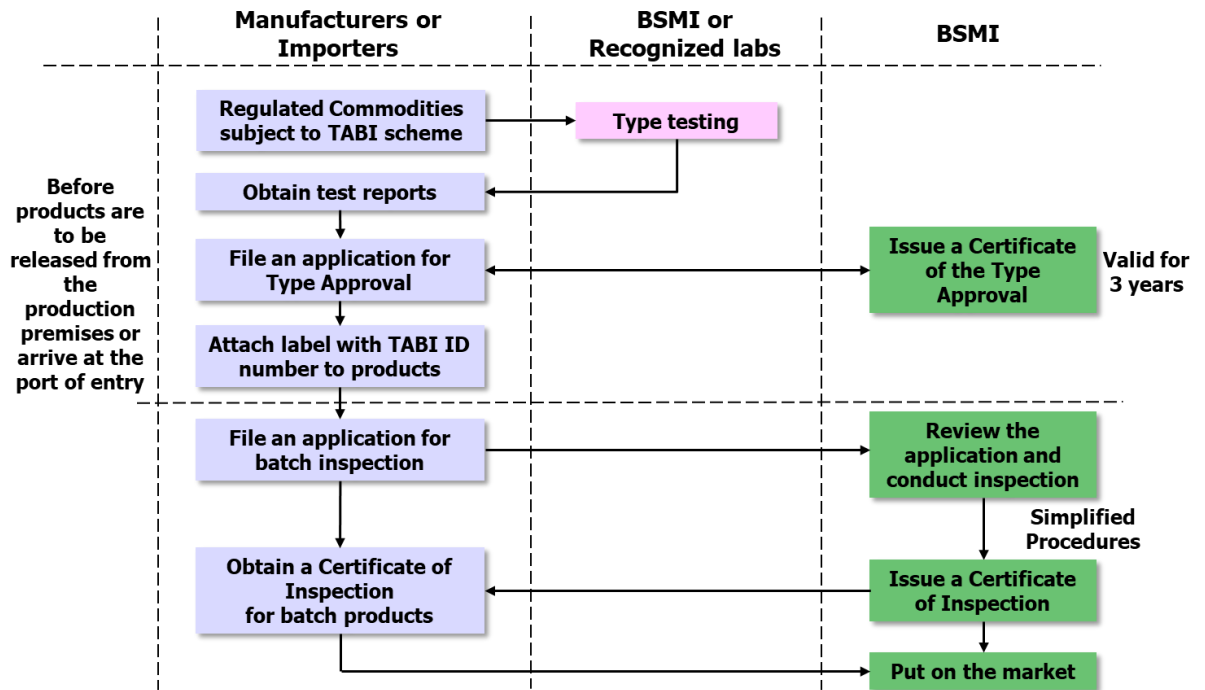 Manufacturers or
Importers
BSMI or
Recognized labs
BSMI
Before
products are
to be
released from
the
production
premises or
arrive at the
port of entry
Regulated Commodities
subject to TABI scheme
Type testing
Obtain test reports
File an application for
Type Approval
Issue a Certificate
of the Type
Approval
Valid for
3 years
Attach label with TABI ID
number to products
File an application for
batch inspection
Review the
application and
conduct inspection
Simplified
Procedures
Obtain a Certificate of
Inspection
for batch products
Issue a Certificate
of Inspection
Put on the market